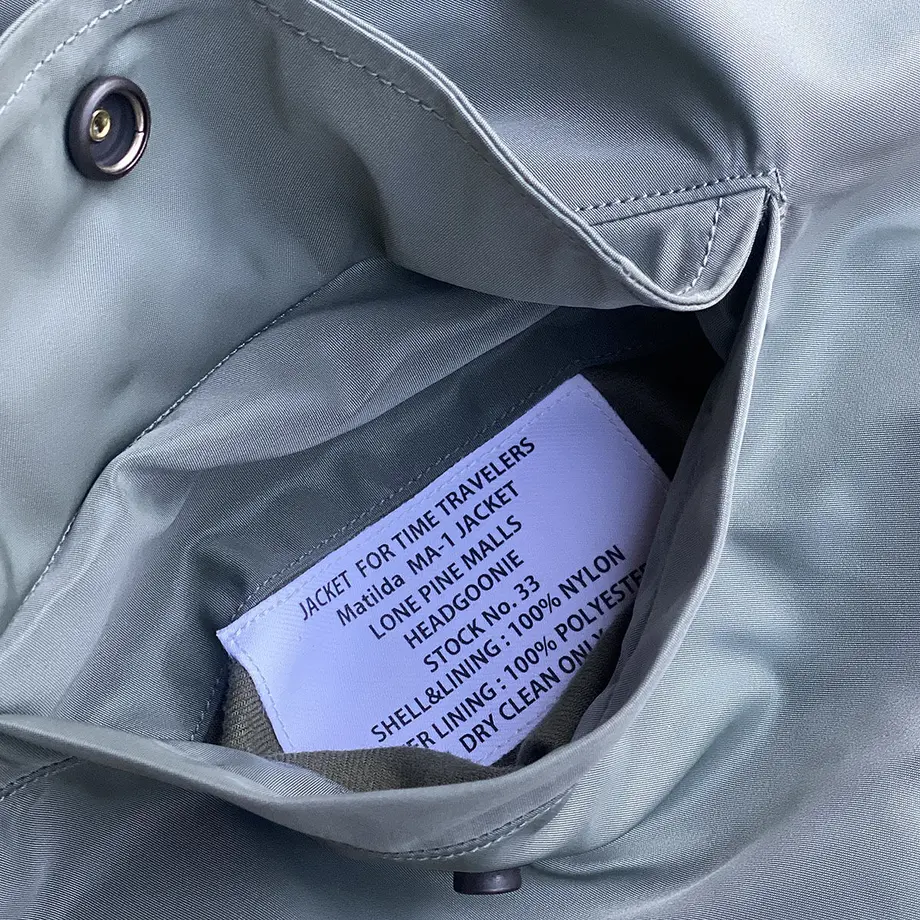 JACKET FOR TIME TRAVELERS
Matilda MA-1 JACKET
LONE PINE MALLS
HEADGOONIE
STOCK No. 33
SHELL&LINING : 100% NYLON
LINING : 100% POLYESTER
DRY CLEAN ONLY